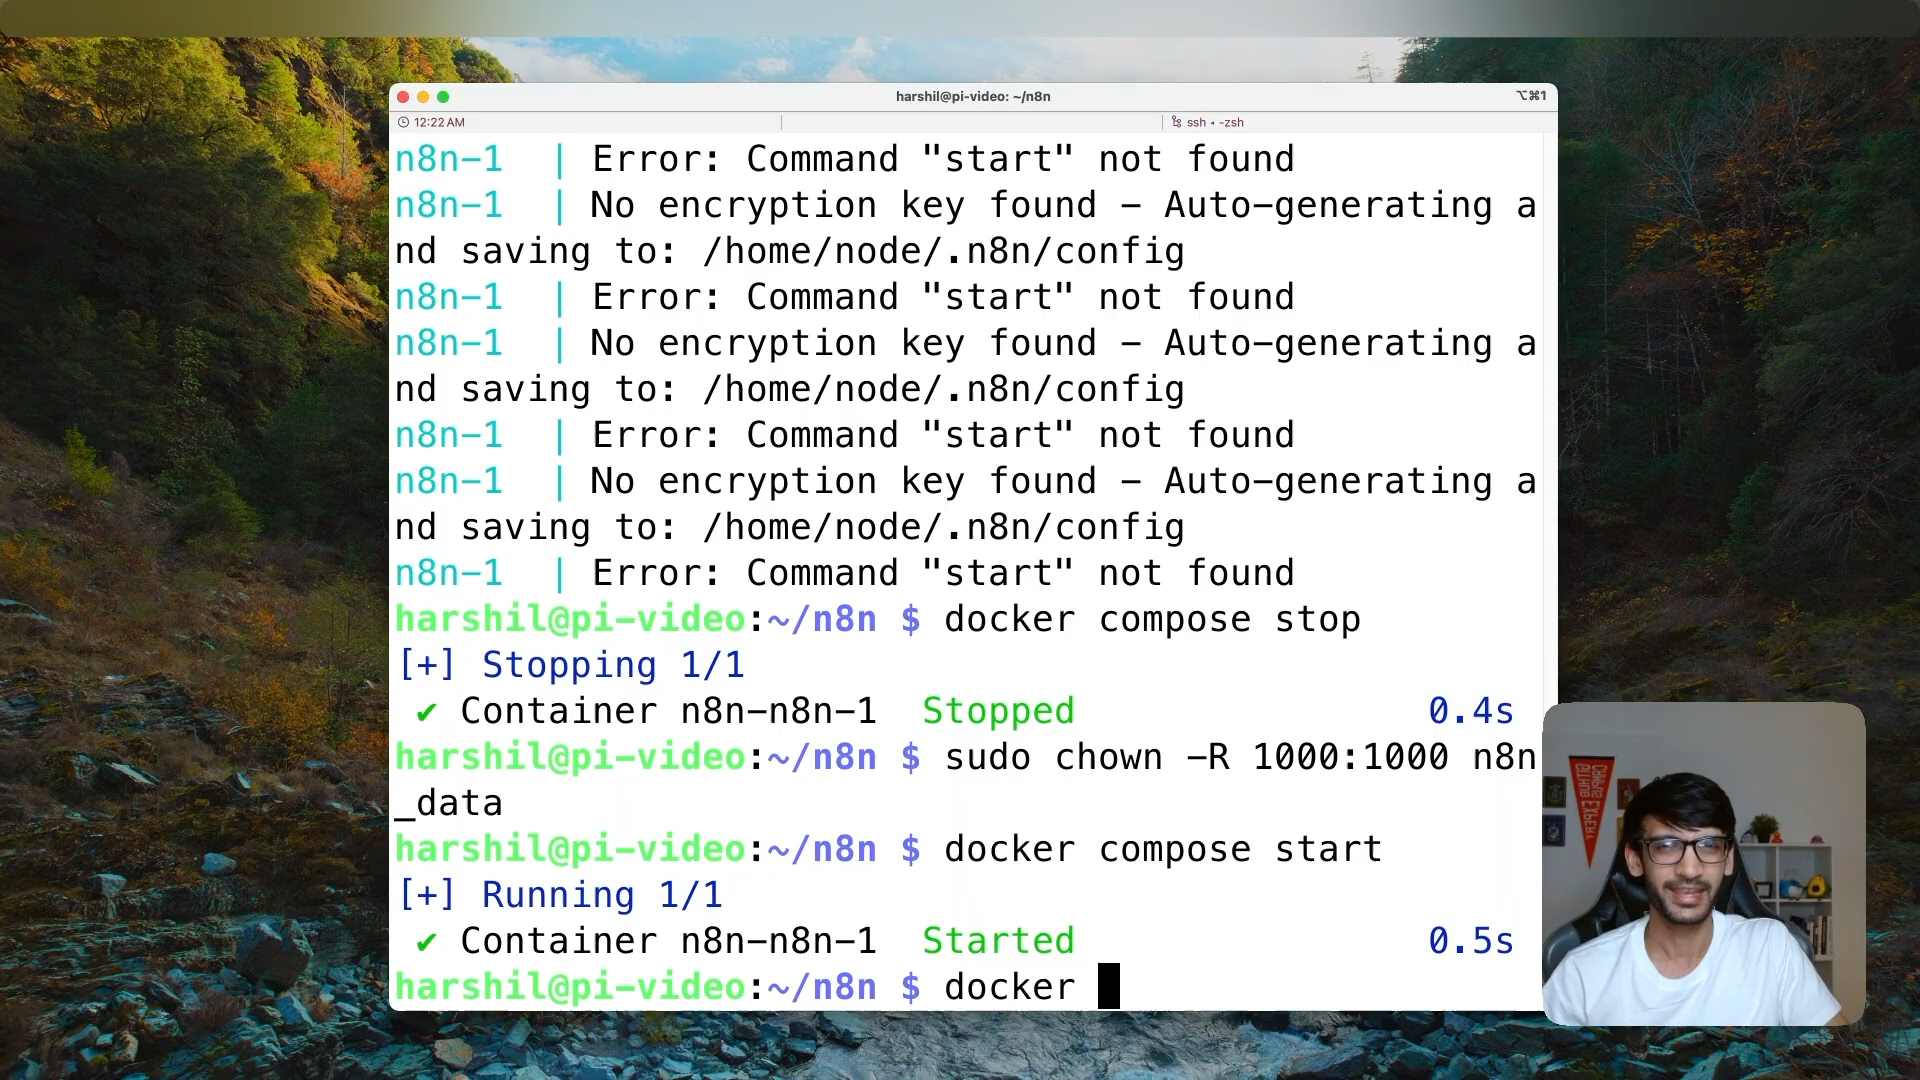 harshil@pi-video: ~/n8n
⌥⌘1
12:22 AM
ssh • -zsh
n8n-1  | Error: Command "start" not found
n8n-1  | No encryption key found - Auto-generating a
nd saving to: /home/node/.n8n/config
n8n-1  | Error: Command "start" not found
n8n-1  | No encryption key found - Auto-generating a
nd saving to: /home/node/.n8n/config
n8n-1  | Error: Command "start" not found
n8n-1  | No encryption key found - Auto-generating a
nd saving to: /home/node/.n8n/config
n8n-1  | Error: Command "start" not found
harshil@pi-video:~/n8n $ docker compose stop
[+] Stopping 1/1
✔ Container n8n-n8n-1  Stopped 0.4s
harshil@pi-video:~/n8n $ sudo chown -R 1000:1000 n8n
_data
harshil@pi-video:~/n8n $ docker compose start
[+] Running 1/1
✔ Container n8n-n8n-1  Started 0.5s
harshil@pi-video:~/n8n $ docker